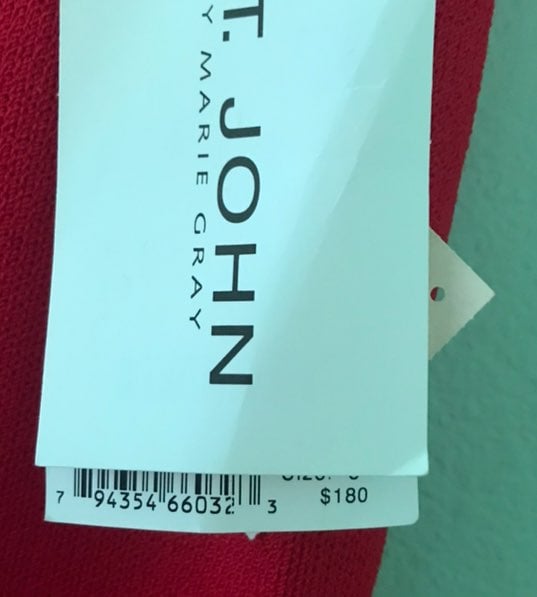 T. JOHN
Y MARIE GRAY
7 94354 66032 3
$180